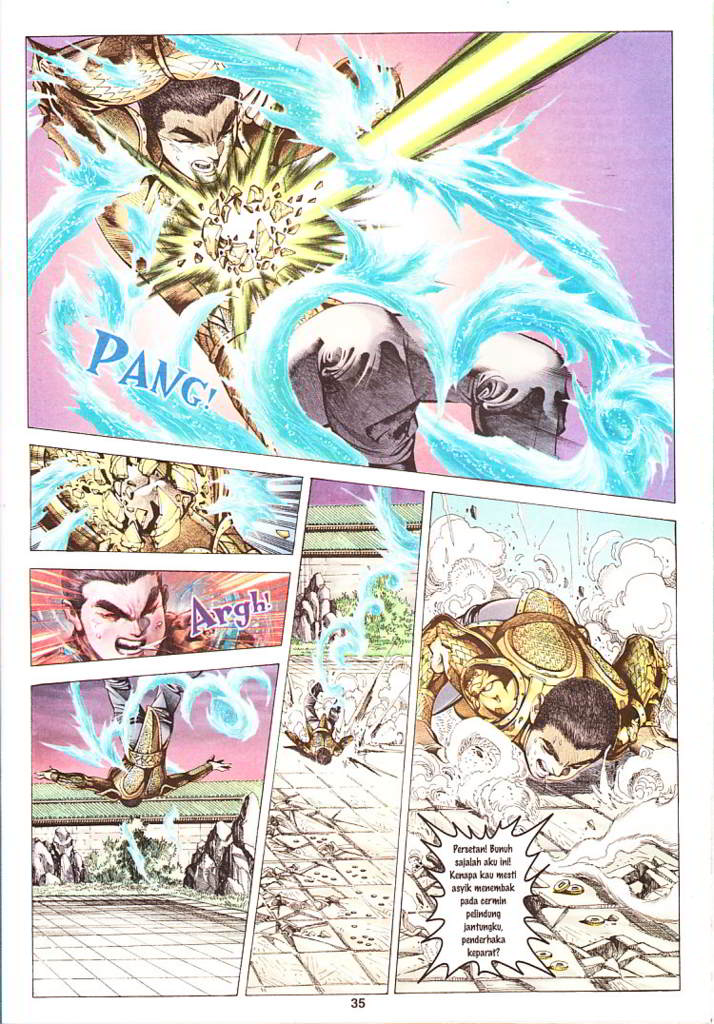 PANG!
Argh!
Persetan! Bunuh
sajalah aku ini!
Kenapa kau mesti
asyik menembak
pada cermin
pelindung
jantungku,
penderhaka
keparat?
35